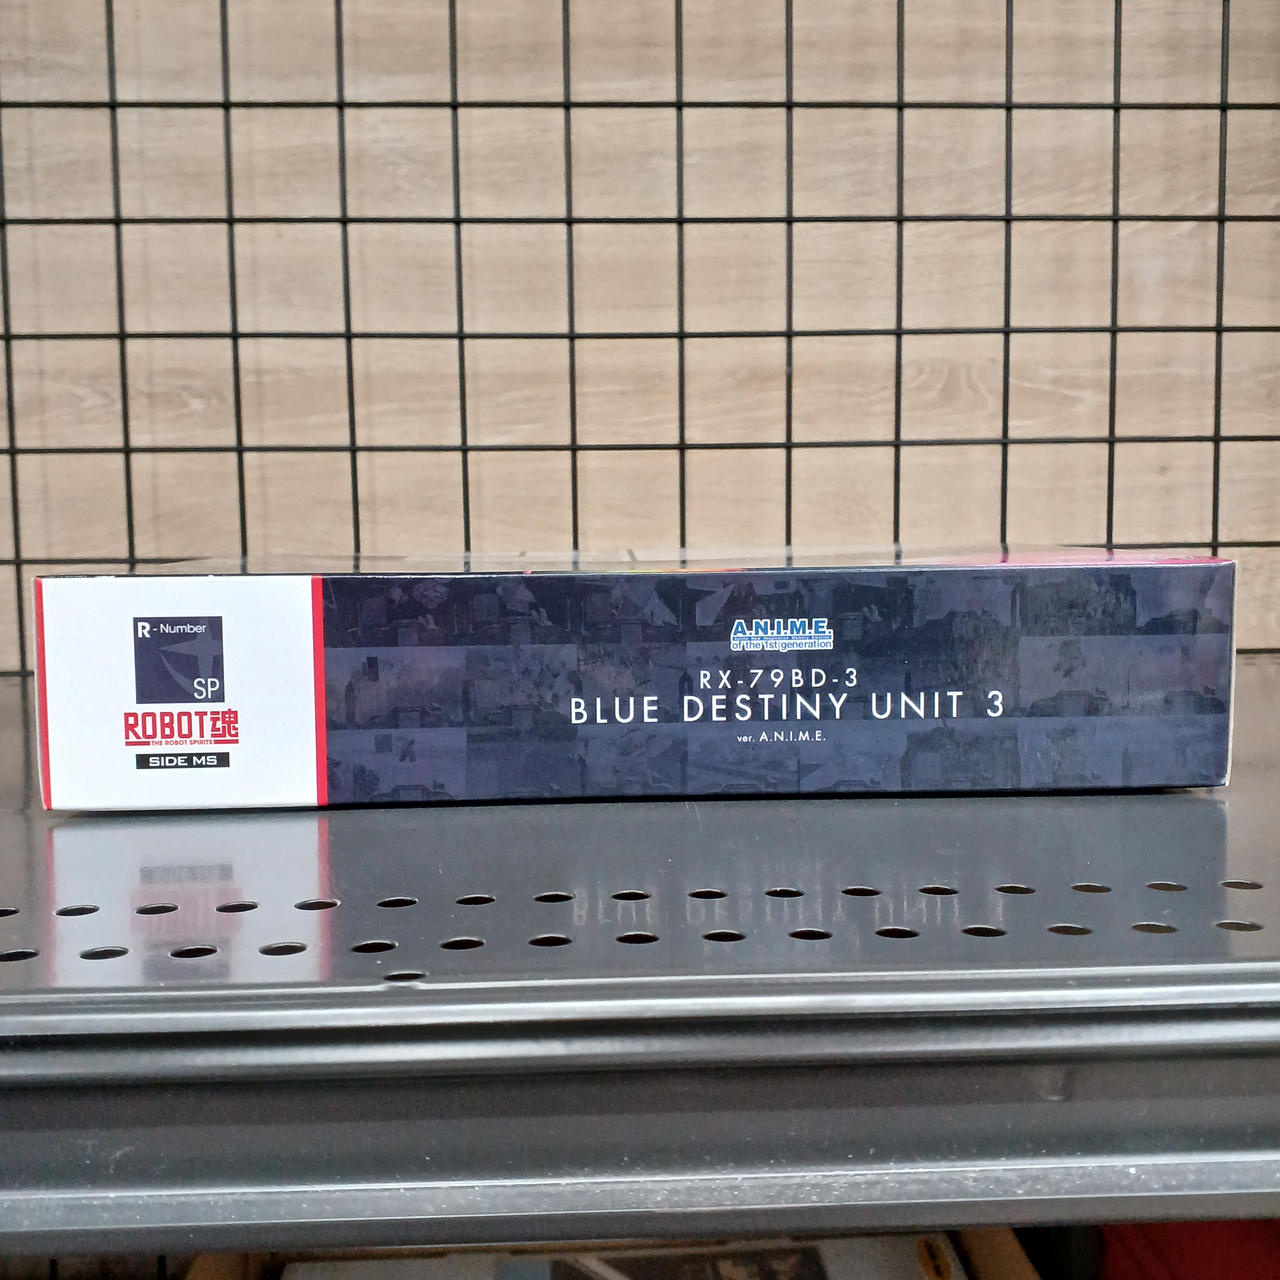 R - Number
SP
ROBOT魂
THE ROBOT SPIRITS
SIDE MS
A.N.I.M.E.
of the 1st generation
RX-79BD-3
BLUE DESTINY UNIT 3
ver. A.N.I.M.E.